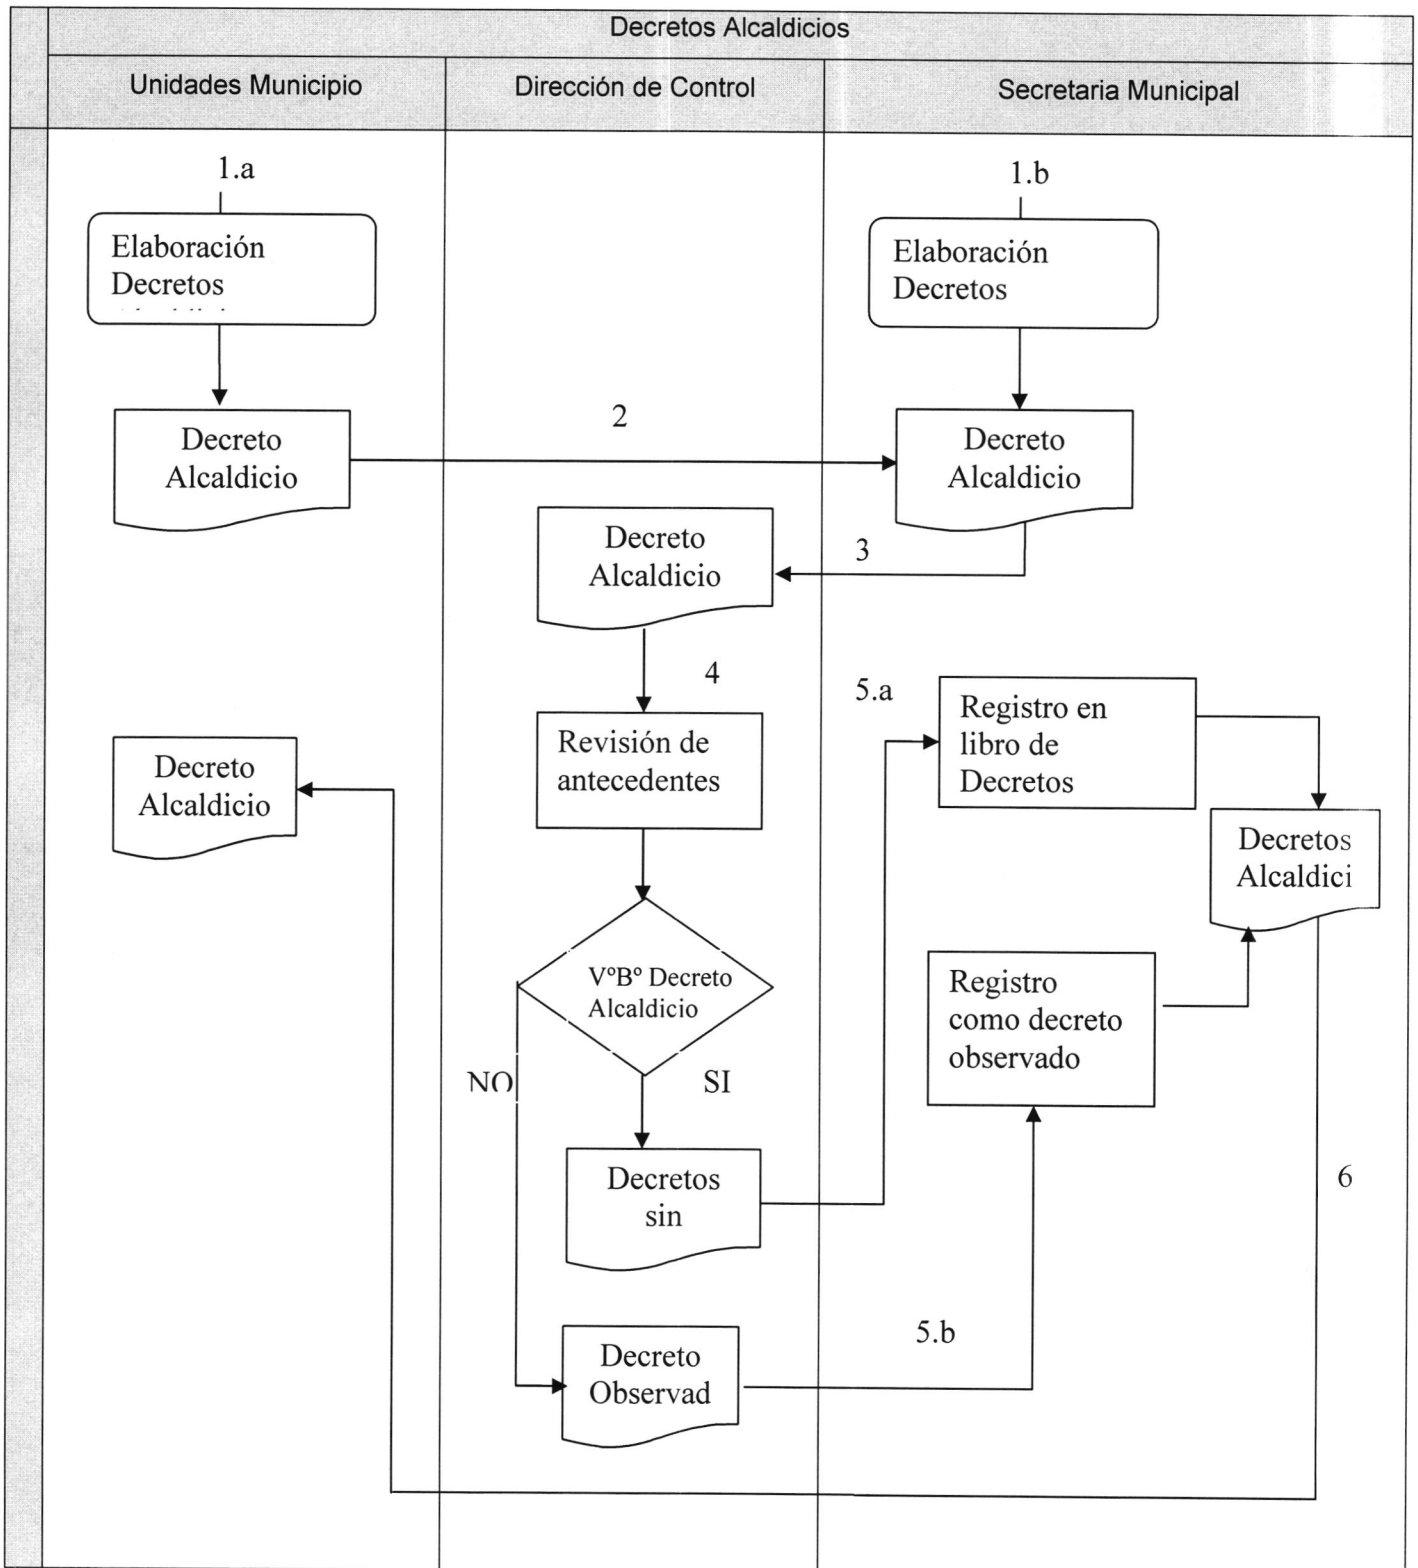 Decretos Alcaldicios
Unidades Municipio
Dirección de Control
Secretaria Municipal
1.a
1.b
Elaboración
Decretos
Elaboración
Decretos
Decreto
Alcaldicio
2
Decreto
Alcaldicio
Decreto
Alcaldicio
3
4
Revisión de
antecedentes
5.a
Registro en
libro de
Decretos
Decreto
Alcaldicio
Decretos
Alcaldici
VºBº Decreto
Alcaldicio
Registro
como decreto
observado
NO
SI
Decretos
sin
6
Decreto
Observad
5.b